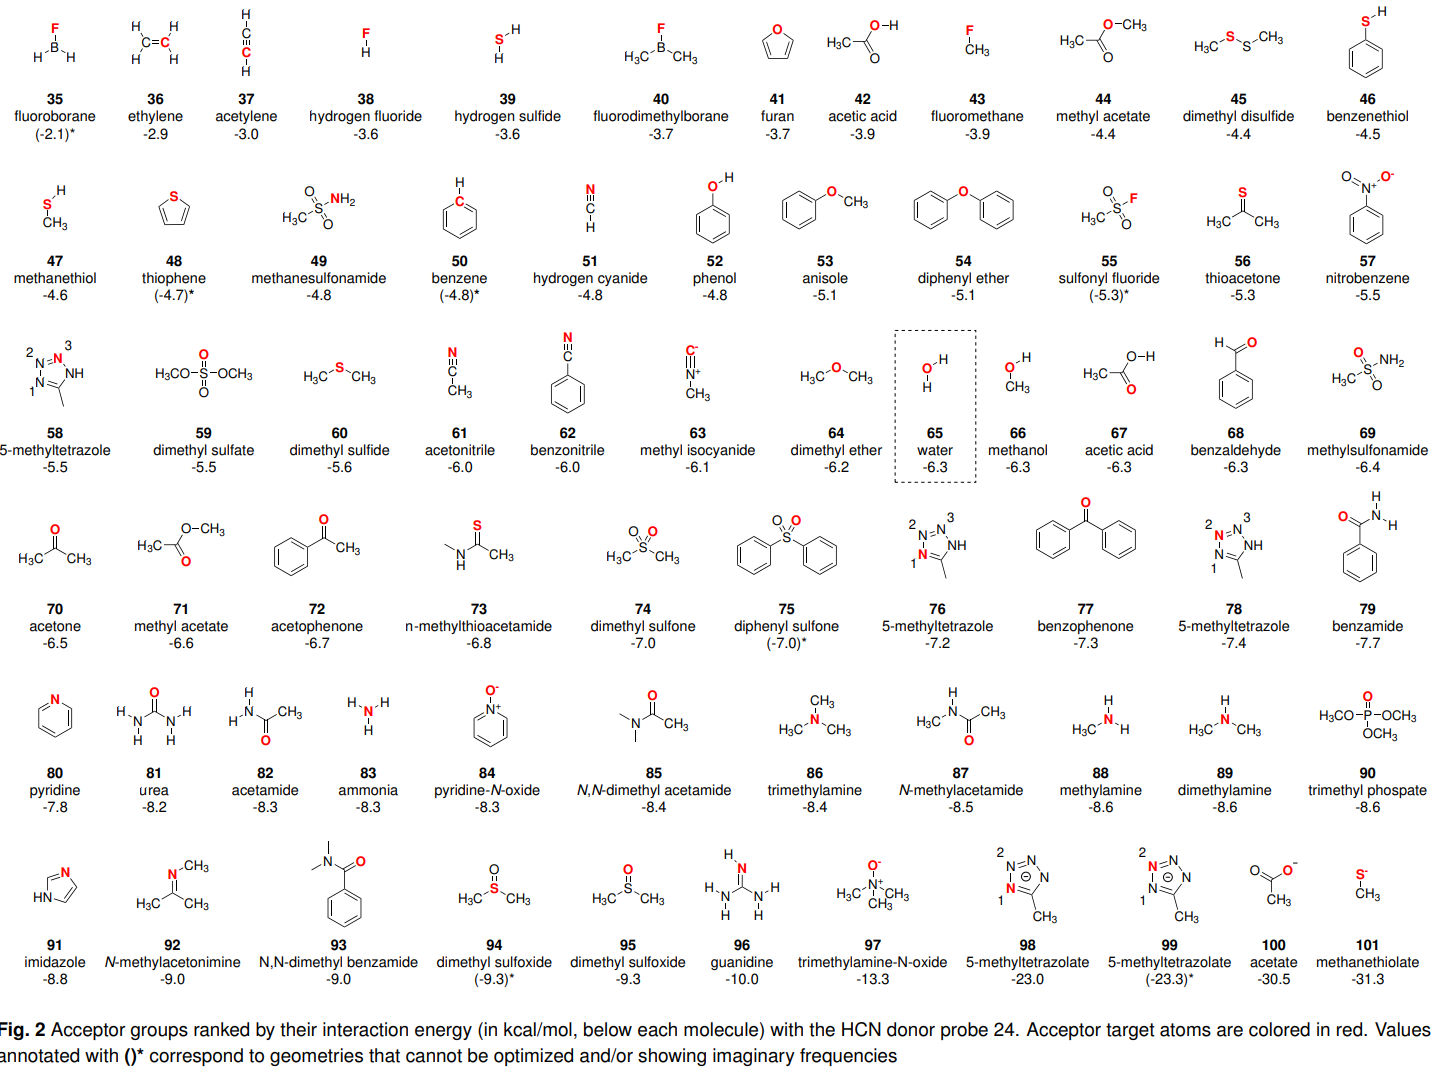 35 36 37 38 39 40 41 42 43 44 45 46
fluoroborane ethylene acetylene hydrogen fluoride hydrogen sulfide fluorodimethylborane furan acetic acid fluoromethane methyl acetate dimethyl disulfide benzenethiol
(-2.1)* -2.9 -3.0 -3.6 -3.6 -3.7 -3.7 -3.9 -3.9 -4.4 -4.4 -4.5
47 48 49 50 51 52 53 54 55 56 57
methanethiol thiophene methanesulfonamide benzene hydrogen cyanide phenol anisole diphenyl ether sulfonyl fluoride thioacetone nitrobenzene
-4.6 (-4.7)* -4.8 (-4.8)* -4.8 -4.8 -5.1 -5.1 (-5.3)* -5.3 -5.5
58 59 60 61 62 63 64 65 66 67 68 69
5-methyltetrazole dimethyl sulfate dimethyl sulfide acetonitrile benzonitrile methyl isocyanide dimethyl ether water methanol acetic acid benzaldehyde methylsulfonamide
-5.5 -5.5 -5.6 -6.0 -6.0 -6.1 -6.2 -6.3 -6.3 -6.3 -6.3 -6.4
70 71 72 73 74 75 76 77 78 79
acetone methyl acetate acetophenone n-methylthioacetamide dimethyl sulfone diphenyl sulfone 5-methyltetrazole benzophenone 5-methyltetrazole benzamide
-6.5 -6.6 -6.7 -6.8 -7.0 (-7.0)* -7.2 -7.3 -7.4 -7.7
80 81 82 83 84 85 86 87 88 89 90
pyridine urea acetamide ammonia pyridine-N-oxide N,N-dimethyl acetamide trimethylamine N-methylacetamide methylamine dimethylamine trimethyl phospate
-7.8 -8.2 -8.3 -8.3 -8.3 -8.4 -8.4 -8.5 -8.6 -8.6 -8.6
91 92 93 94 95 96 97 98 99 100 101
imidazole N-methylacetonimine N,N-dimethyl benzamide dimethyl sulfoxide dimethyl sulfoxide guanidine trimethylamine-N-oxide 5-methyltetrazolate 5-methyltetrazolate acetate methanethiolate
-8.8 -9.0 -9.0 (-9.3)* -9.3 -10.0 -13.3 -23.0 (-23.3)* -30.5 -31.3
Fig. 2 Acceptor groups ranked by their interaction energy (in kcal/mol, below each molecule) with the HCN donor probe 24. Acceptor target atoms are colored in red. Values
annotated with ()* correspond to geometries that cannot be optimized and/or showing imaginary frequencies